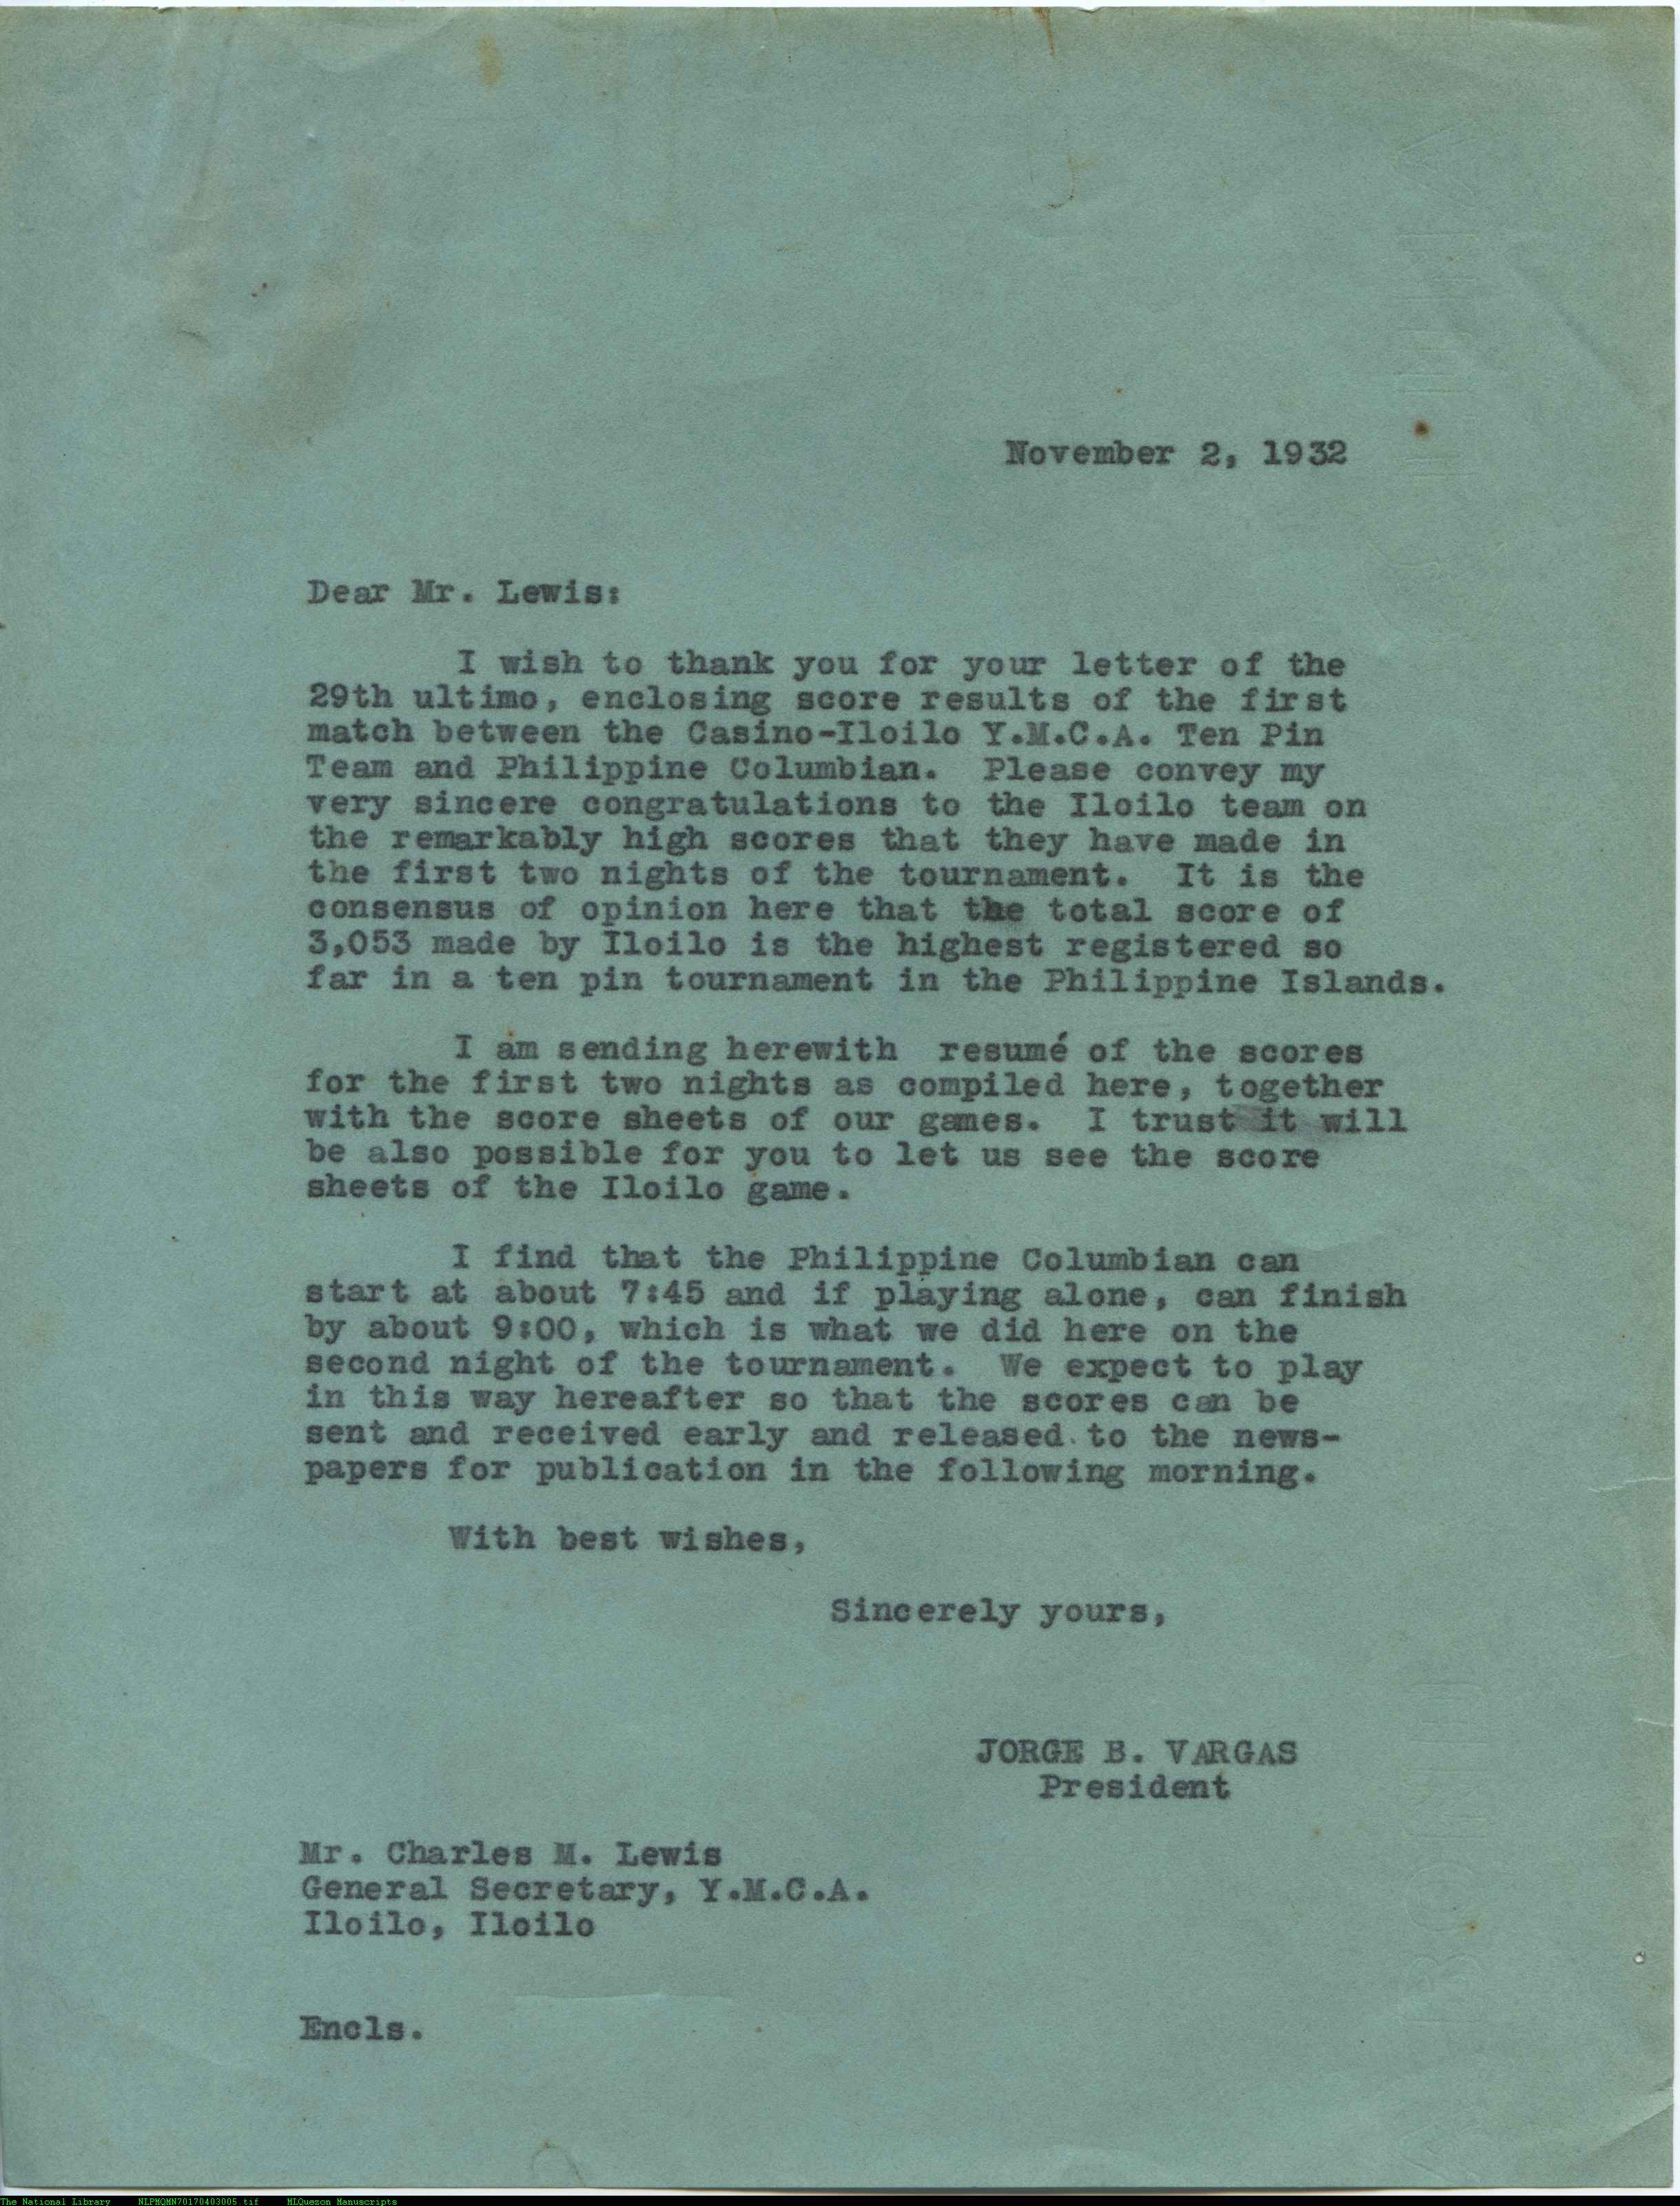 November 2, 1932
Dear Mr. Lewis:
I wish to thank you for your letter of the
29th ultimo, enclosing score results of the first
match between the Casino-Iloilo Y.M.C.A. Ten Pin
Team and Philippine Columbian. Please convey my
very sincere congratulations to the Iloilo team on
the remarkably high scores that they have made in
the first two nights of the tournament. It is the
consensus of opinion here that the total score of
3,053 made by Iloilo is the highest registered so
far in a ten pin tournament in the Philippine Islands.
I am sending herewith resumé of the scores
for the first two nights as compiled here, together
with the score sheets of our games. I trust it will
be also possible for you to let us see the score
sheets of the Iloilo game.
I find that the Philippine Columbian can
start at about 7:45 and if playing alone, can finish
by about 9:00, which is what we did here on the
second night of the tournament. We expect to play
in this way hereafter so that the scores can be
sent and received early and released to the news-
papers for publication in the following morning.
With best wishes,
Sincerely yours,
JORGE B. VARGAS
President
Mr. Charles M. Lewis
General Secretary, Y.M.C.A.
Iloilo, Iloilo
Encls.
The National Library NLPMQMN70170403005.tif MLQuezon Manuscripts